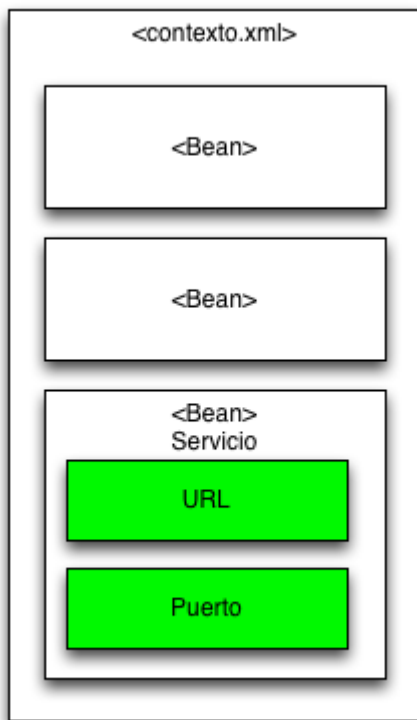 <contexto.xml>
<Bean>
<Bean>
<Bean>
Servicio
URL
Puerto